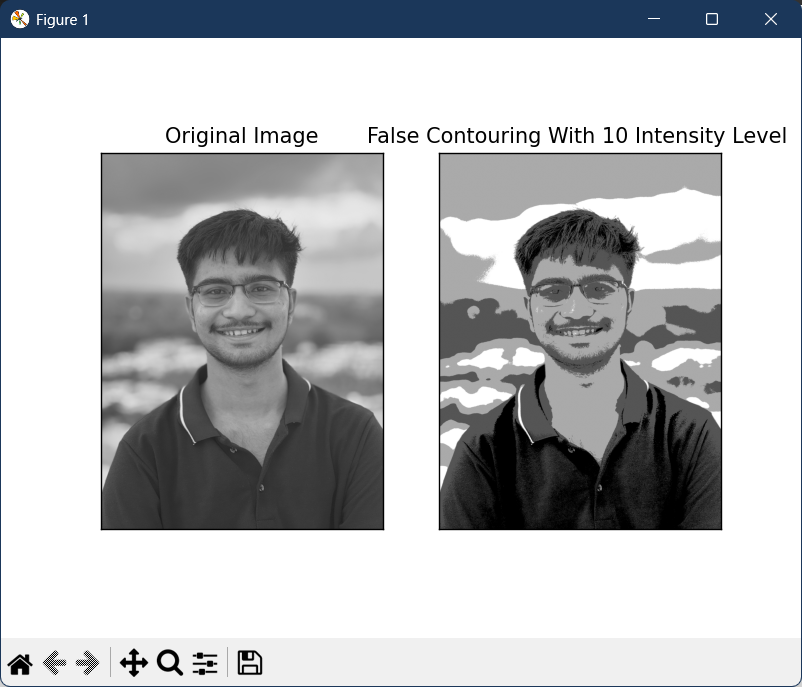 Figure 1
Original Image
False Contouring With 10 Intensity Level